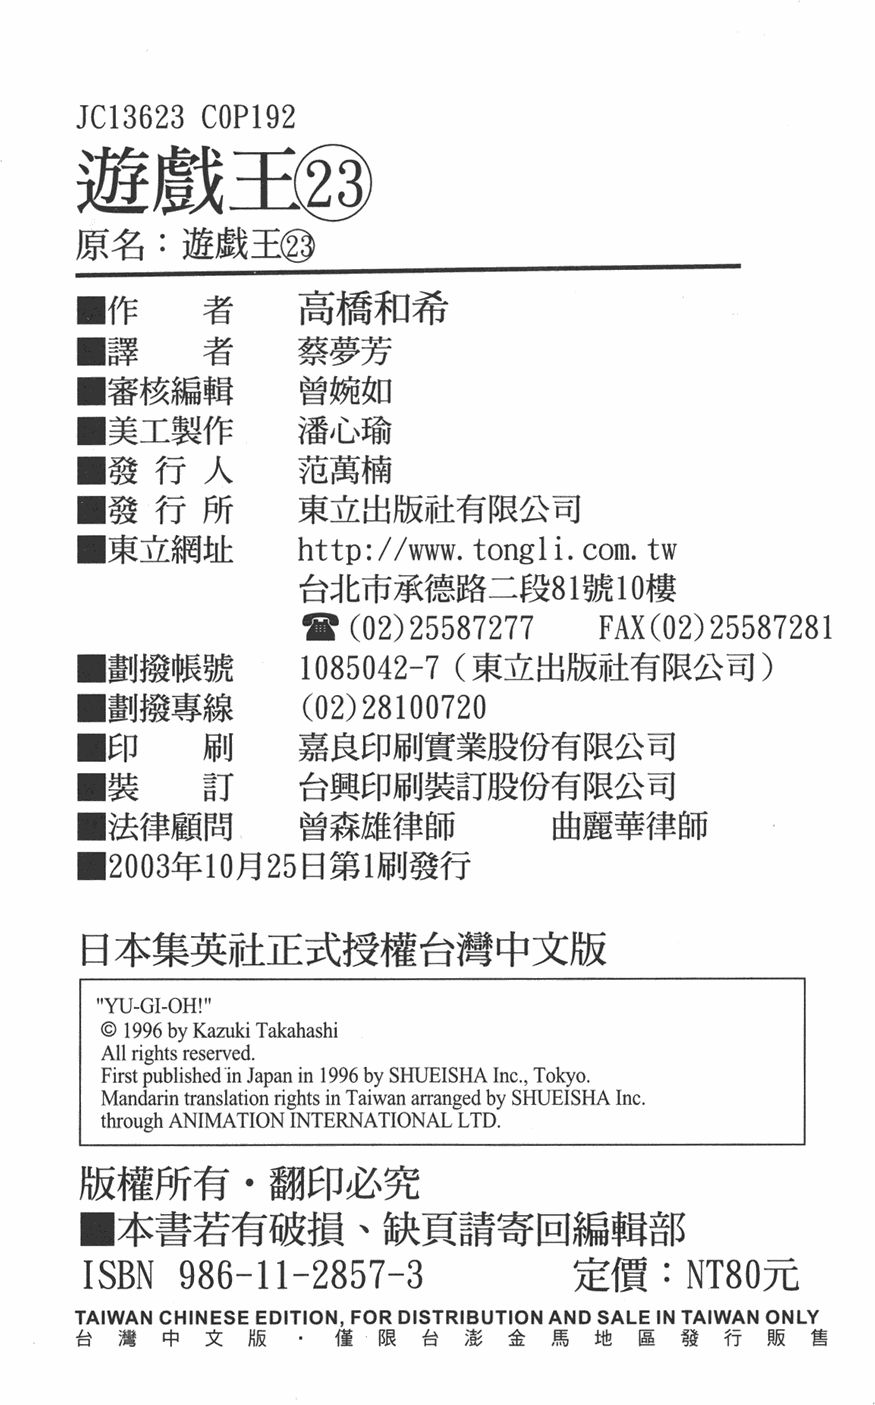 JC13623 COP192
遊戲王㉓
原名：遊戯王㉓
■作　　者　高橋和希
■譯　　者　蔡夢芳
■審核編輯　曾婉如
■美工製作　潘心瑜
■發 行 人　范萬楠
■發 行 所　東立出版社有限公司
■東立網址　http://www.tongli.com.tw
台北市承德路二段81號10樓
☎(02)25587277　FAX(02)25587281
■劃撥帳號　1085042-7（東立出版社有限公司）
■劃撥專線　(02)28100720
■印　　刷　嘉良印刷實業股份有限公司
■裝　　訂　台興印刷裝訂股份有限公司
■法律顧問　曾森雄律師　曲麗華律師
■2003年10月25日第1刷發行
日本集英社正式授權台灣中文版
"YU-GI-OH!"
© 1996 by Kazuki Takahashi
All rights reserved.
First published in Japan in 1996 by SHUEISHA Inc., Tokyo.
Mandarin translation rights in Taiwan arranged by SHUEISHA Inc.
through ANIMATION INTERNATIONAL LTD.
版權所有・翻印必究
■本書若有破損、缺頁請寄回編輯部
ISBN 986-11-2857-3　定價：NT80元
TAIWAN CHINESE EDITION, FOR DISTRIBUTION AND SALE IN TAIWAN ONLY
台灣中文版・僅限台澎金馬地區發行販售